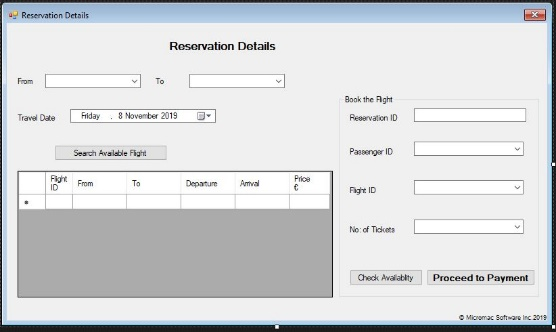 Reservation Details
Reservation Details
From
To
Travel Date
Friday , 8 November 2019
Search Available Flight
Flight ID From To Departure Arrival Price €
Book the Flight
Reservation ID
Passenger ID
Flight ID
No: of Tickets
Check Availablity
Proceed to Payment
© Micromac Software Inc.2019